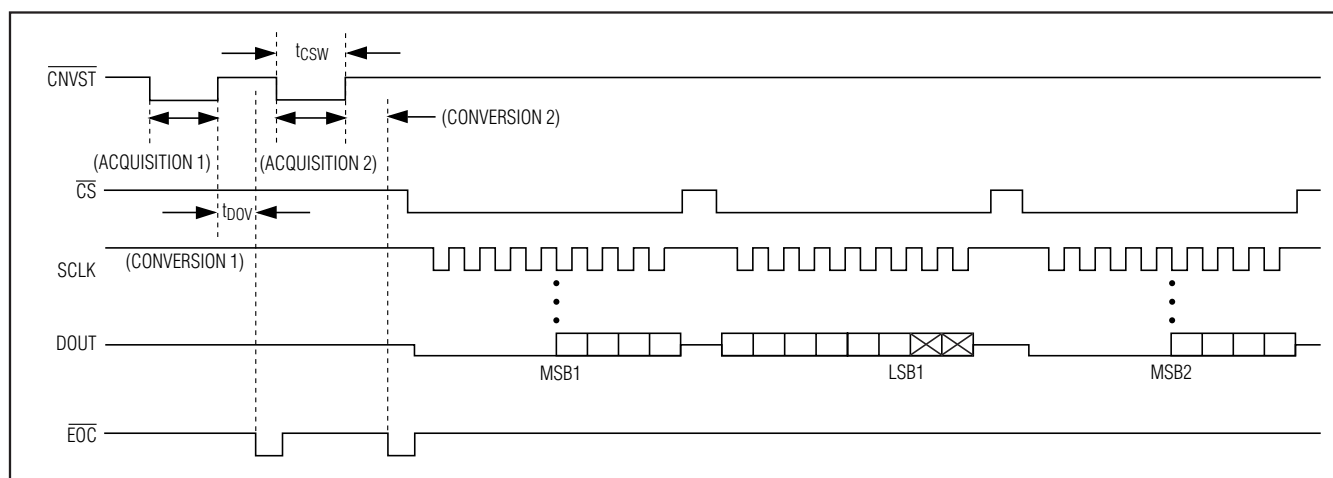 tCSW
CNVST
(CONVERSION 2)
(ACQUISITION 1)
(ACQUISITION 2)
CS
tDOV
(CONVERSION 1)
SCLK
DOUT
MSB1
LSB1
MSB2
EOC